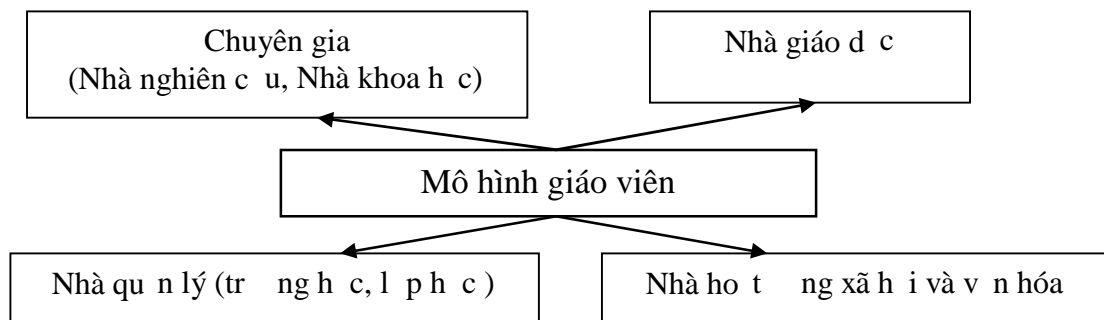 Chuyên gia
(Nhà nghiên c u, Nhà khoa h c)
Nhà giáo d c
Mô hình giáo viên
Nhà qu n lý (tr ng h c, l p h c )
Nhà ho t ng xã h i và v n hóa